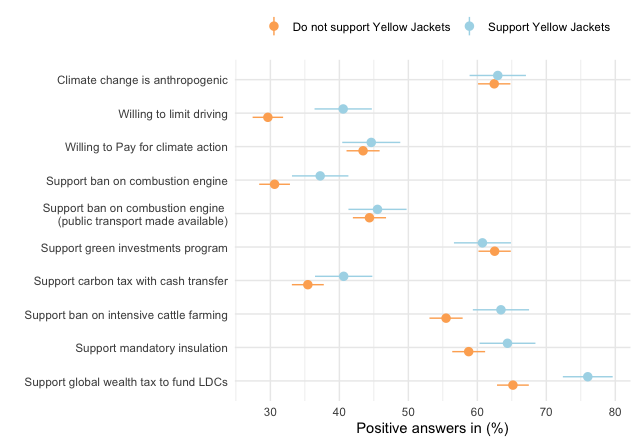 Do not support Yellow Jackets Support Yellow Jackets
Climate change is anthropogenic
Willing to limit driving
Willing to Pay for climate action
Support ban on combustion engine
Support ban on combustion engine
(public transport made available)
Support green investments program
Support carbon tax with cash transfer
Support ban on intensive cattle farming
Support mandatory insulation
Support global wealth tax to fund LDCs
30 40 50 60 70 80
Positive answers in (%)